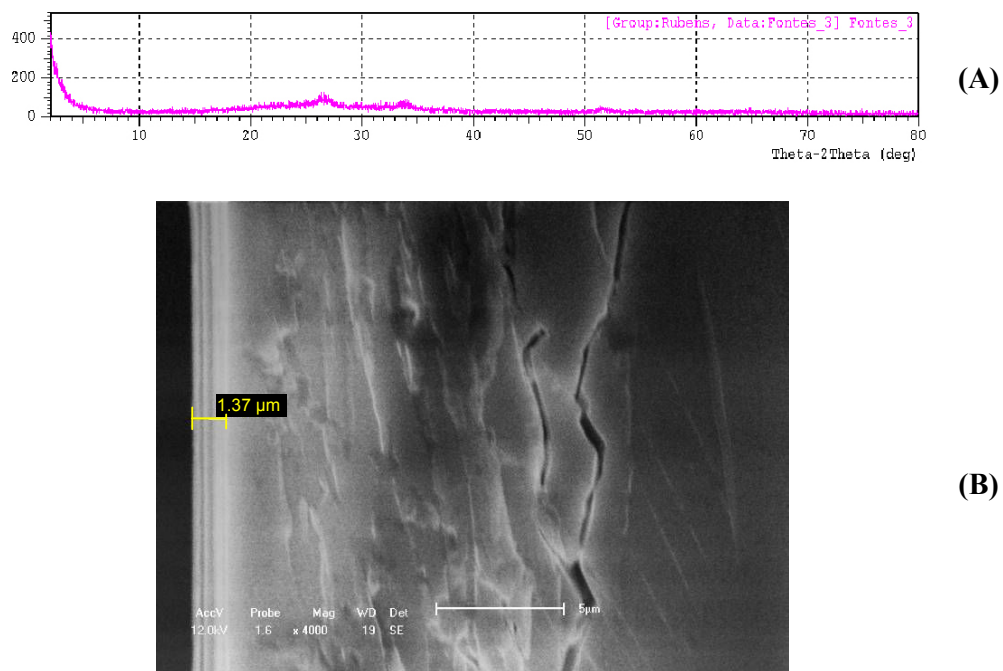 [Group:Rubens, Data:Fontes_3] Fontes_3
400
200
0
10 20 30 40 50 60 70 80
Theta-2Theta (deg)
(A)
1.37 µm
(B)
AccV Probe Mag WD Det
12.0kV 1.6 x 4000 19 SE
5µm